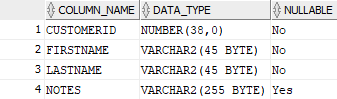 COLUMN_NAME DATA_TYPE NULLABLE
1 CUSTOMERID NUMBER(38,0) No
2 FIRSTNAME VARCHAR2(45 BYTE) No
3 LASTNAME VARCHAR2(45 BYTE) No
4 NOTES VARCHAR2(255 BYTE) Yes